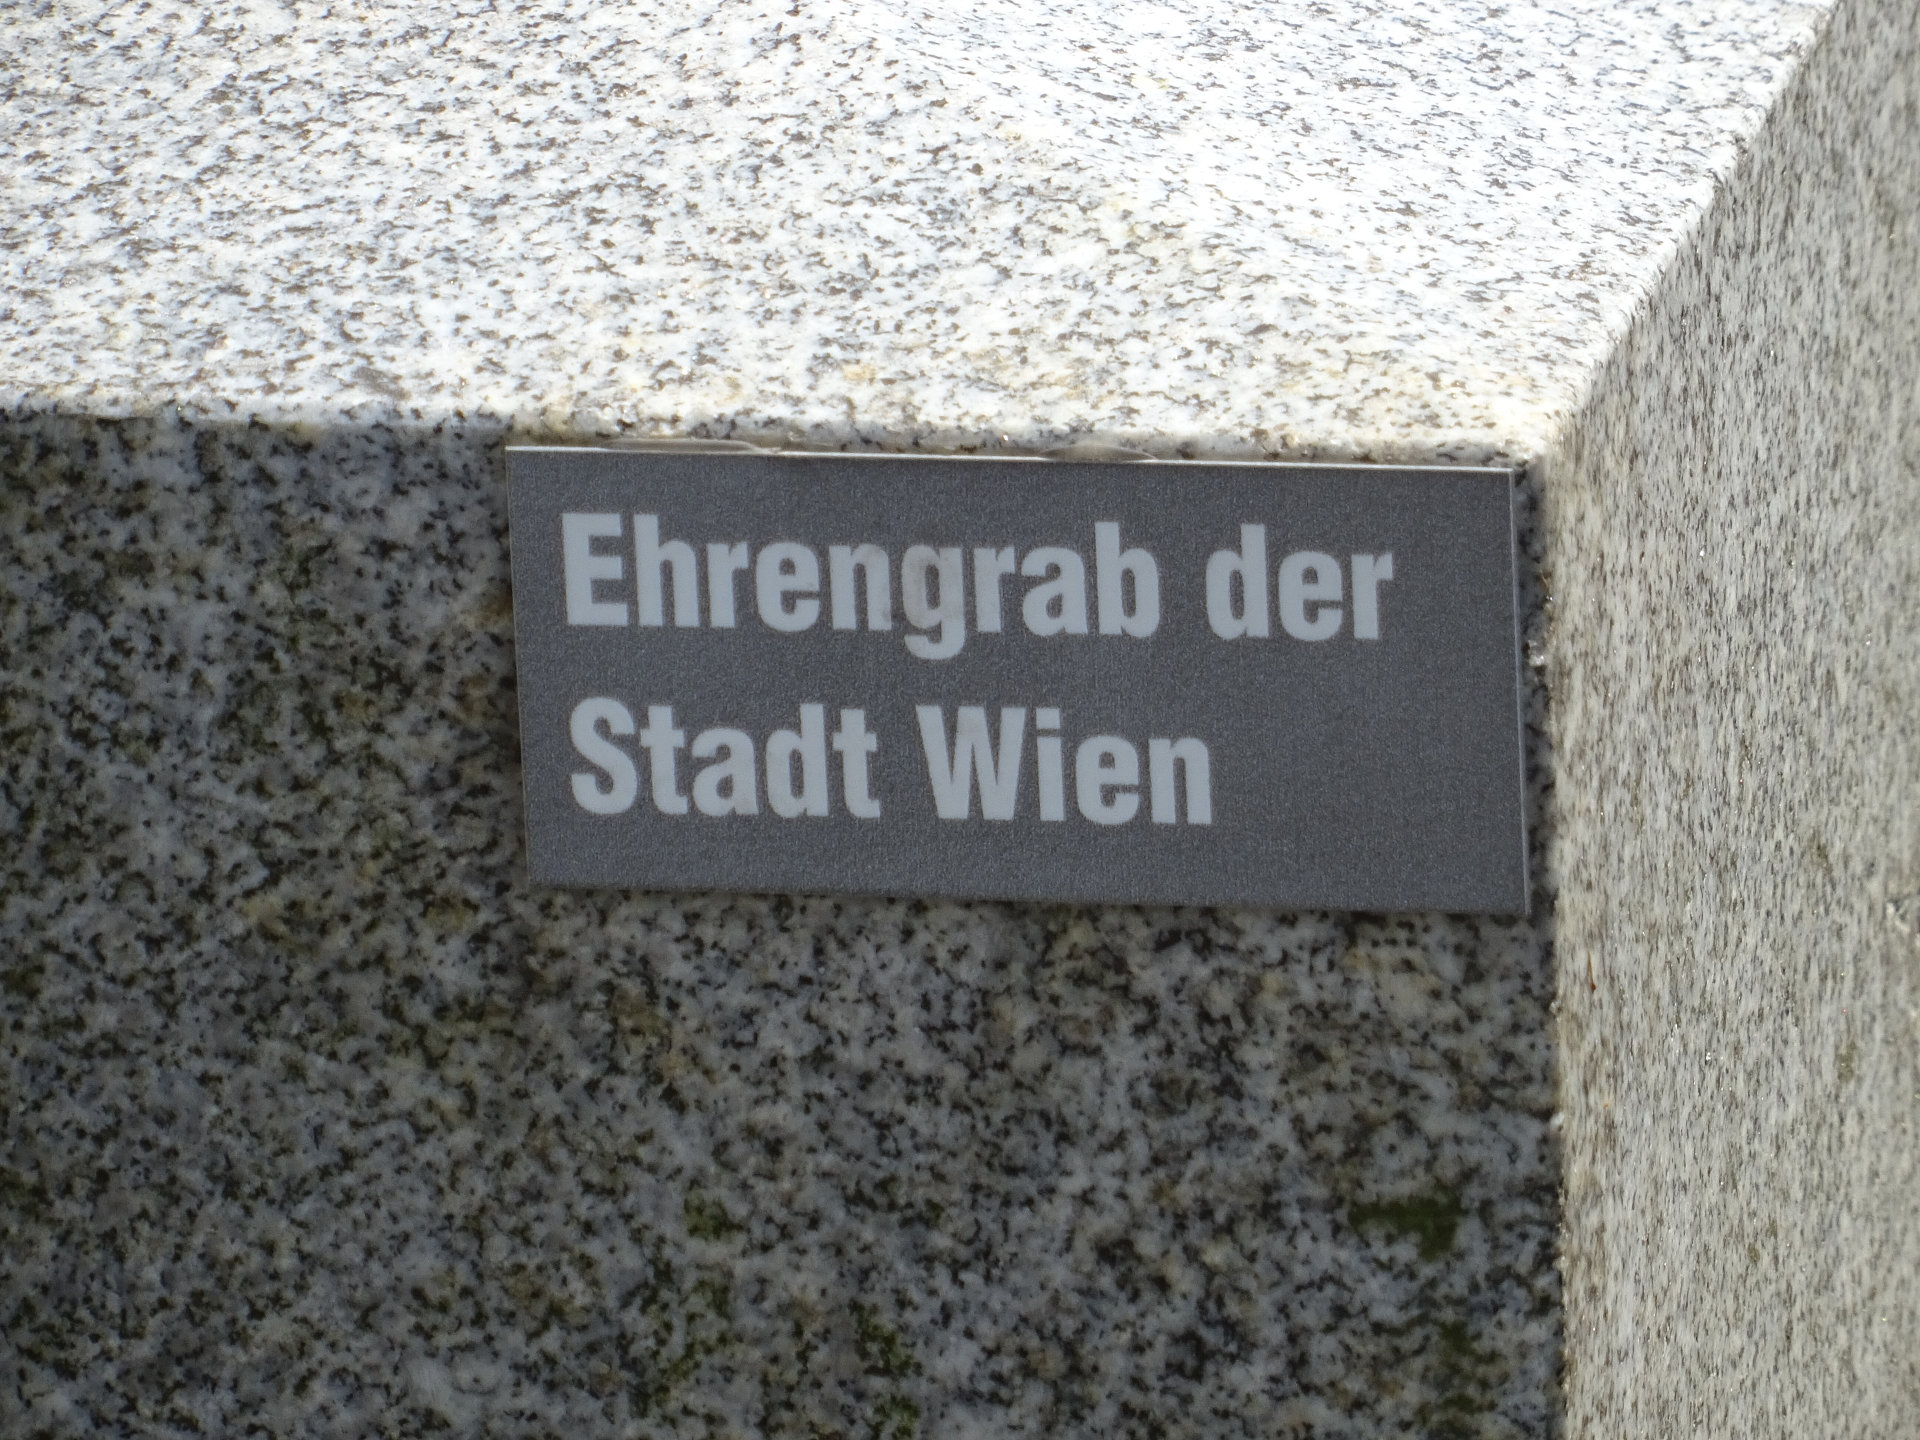 Ehrengrab der
Stadt Wien